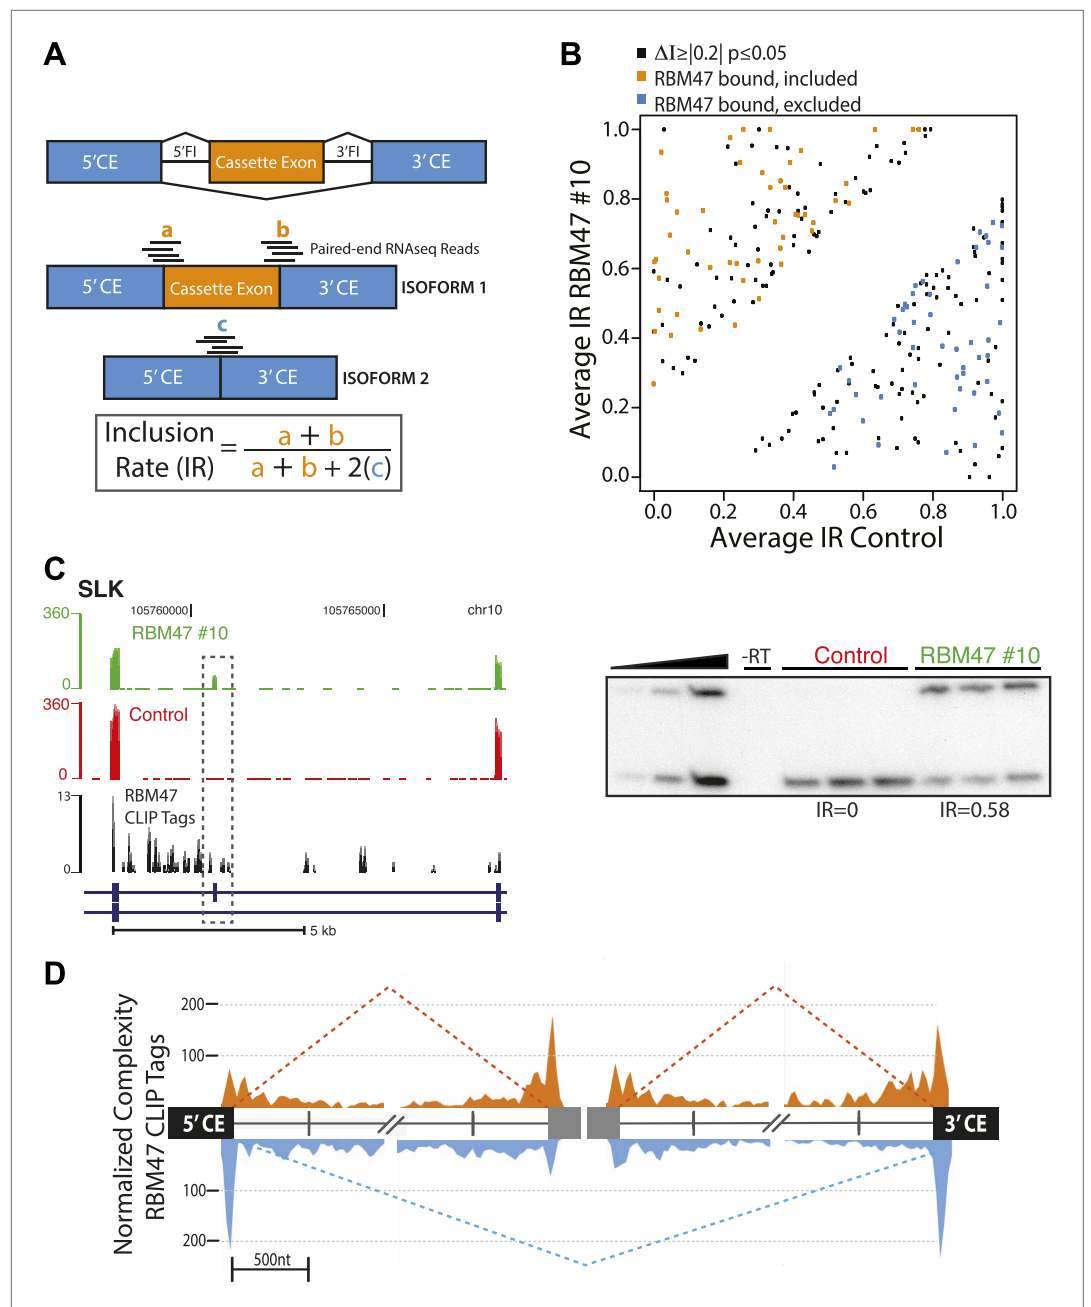 A
5'CE
5'FI
Cassette Exon
3'FI
3' CE
a
b
Paired-end RNAseq Reads
5' CE
Cassette Exon
3' CE
ISOFORM 1
c
5' CE
3' CE
ISOFORM 2
Inclusion Rate (IR) = a + b / a + b + 2(c)
B
ΔI≥|0.2| p≤0.05
RBM47 bound, included
RBM47 bound, excluded
Average IR RBM47 #10
1.0
0.8
0.6
0.4
0.2
0.0
0.0 0.2 0.4 0.6 0.8 1.0
Average IR Control
C
SLK
105760000 105765000 chr10
360
RBM47 #10
0
360
Control
0
13
RBM47
CLIP Tags
0
5 kb
-RT Control RBM47 #10
IR=0 IR=0.58
D
Normalized Complexity
RBM47 CLIP Tags
200
100
5' CE
3' CE
100
200
500nt